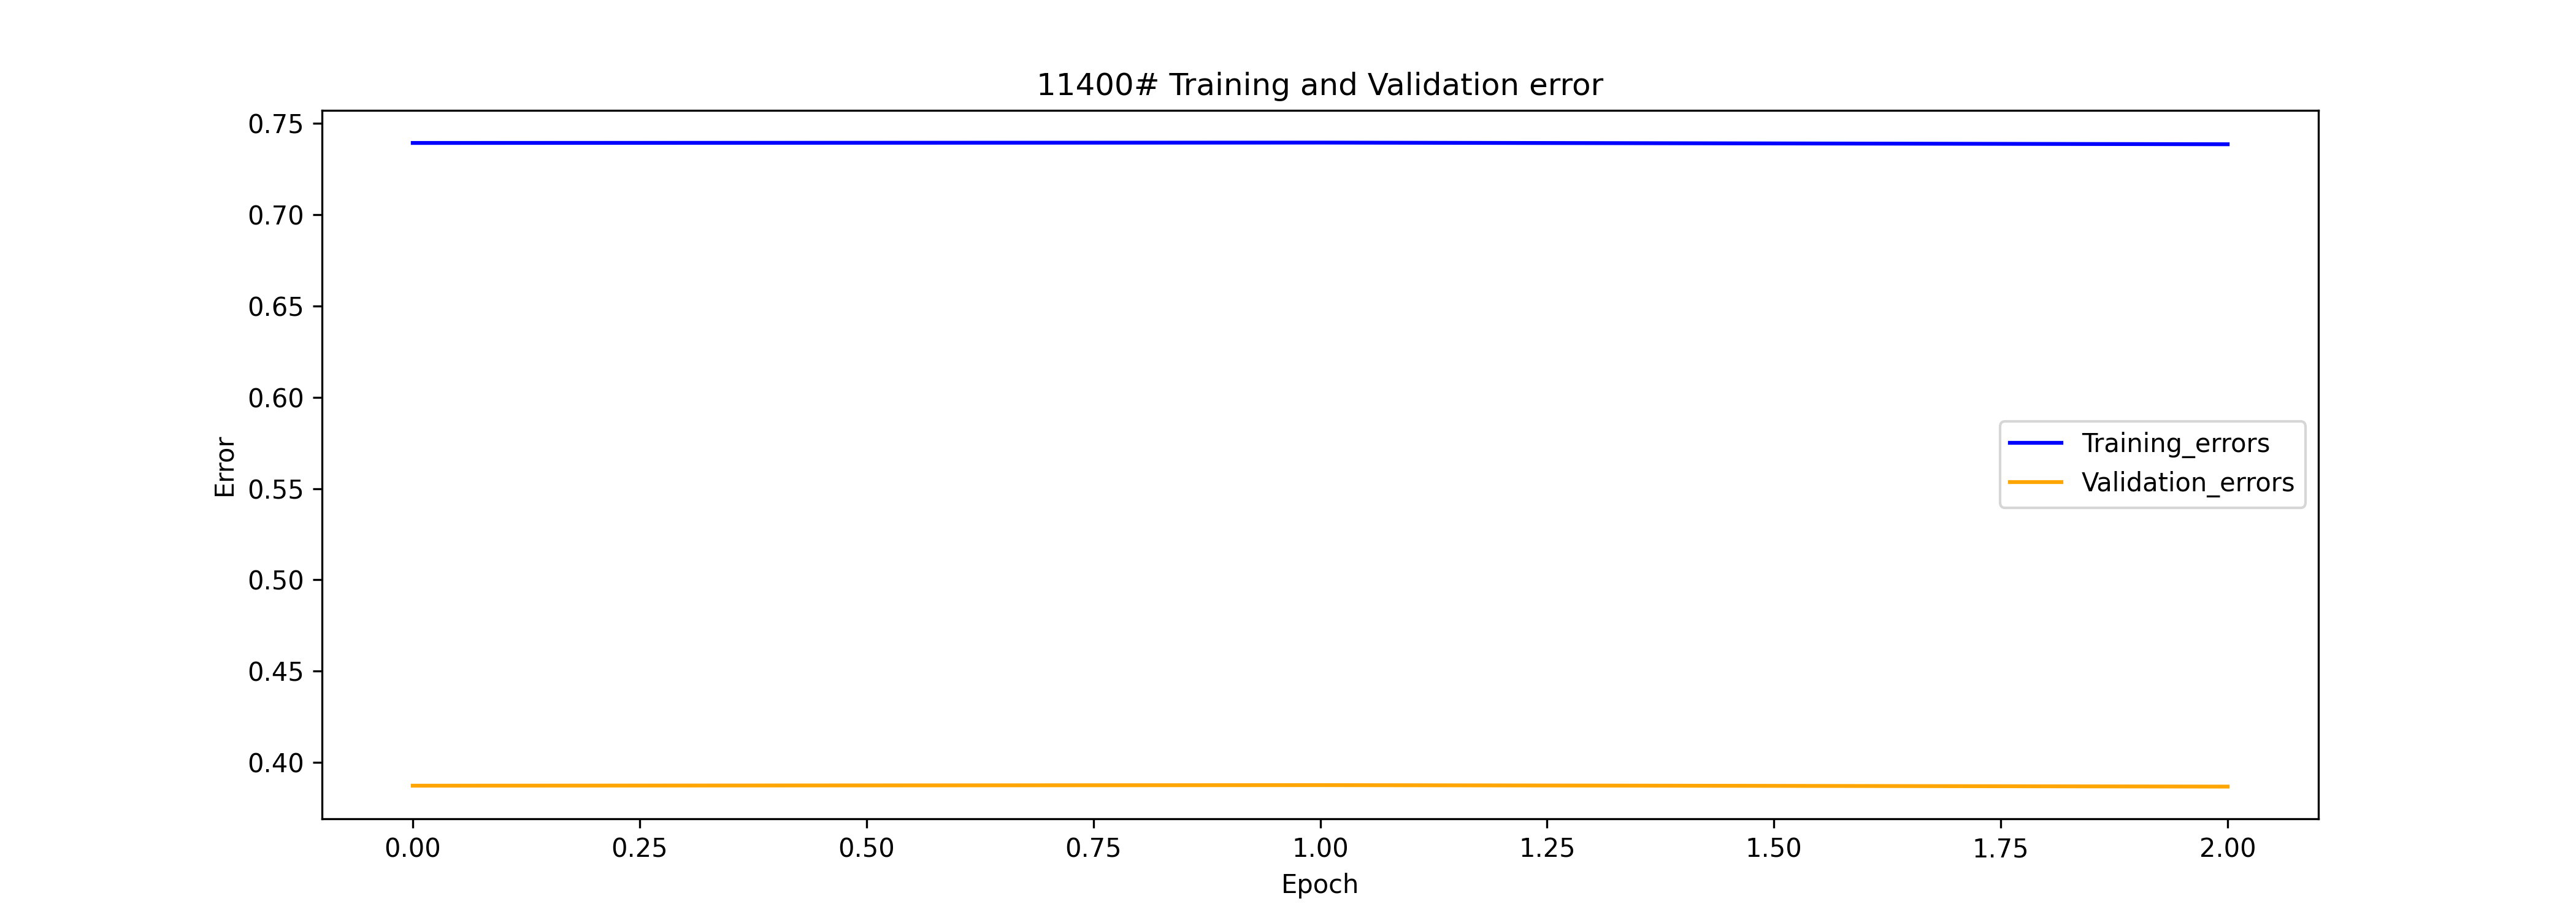 11400# Training and Validation error
0.75
0.70
0.65
0.60
0.55
0.50
0.45
0.40
Error
Training_errors
Validation_errors
0.00 0.25 0.50 0.75 1.00 1.25 1.50 1.75 2.00
Epoch